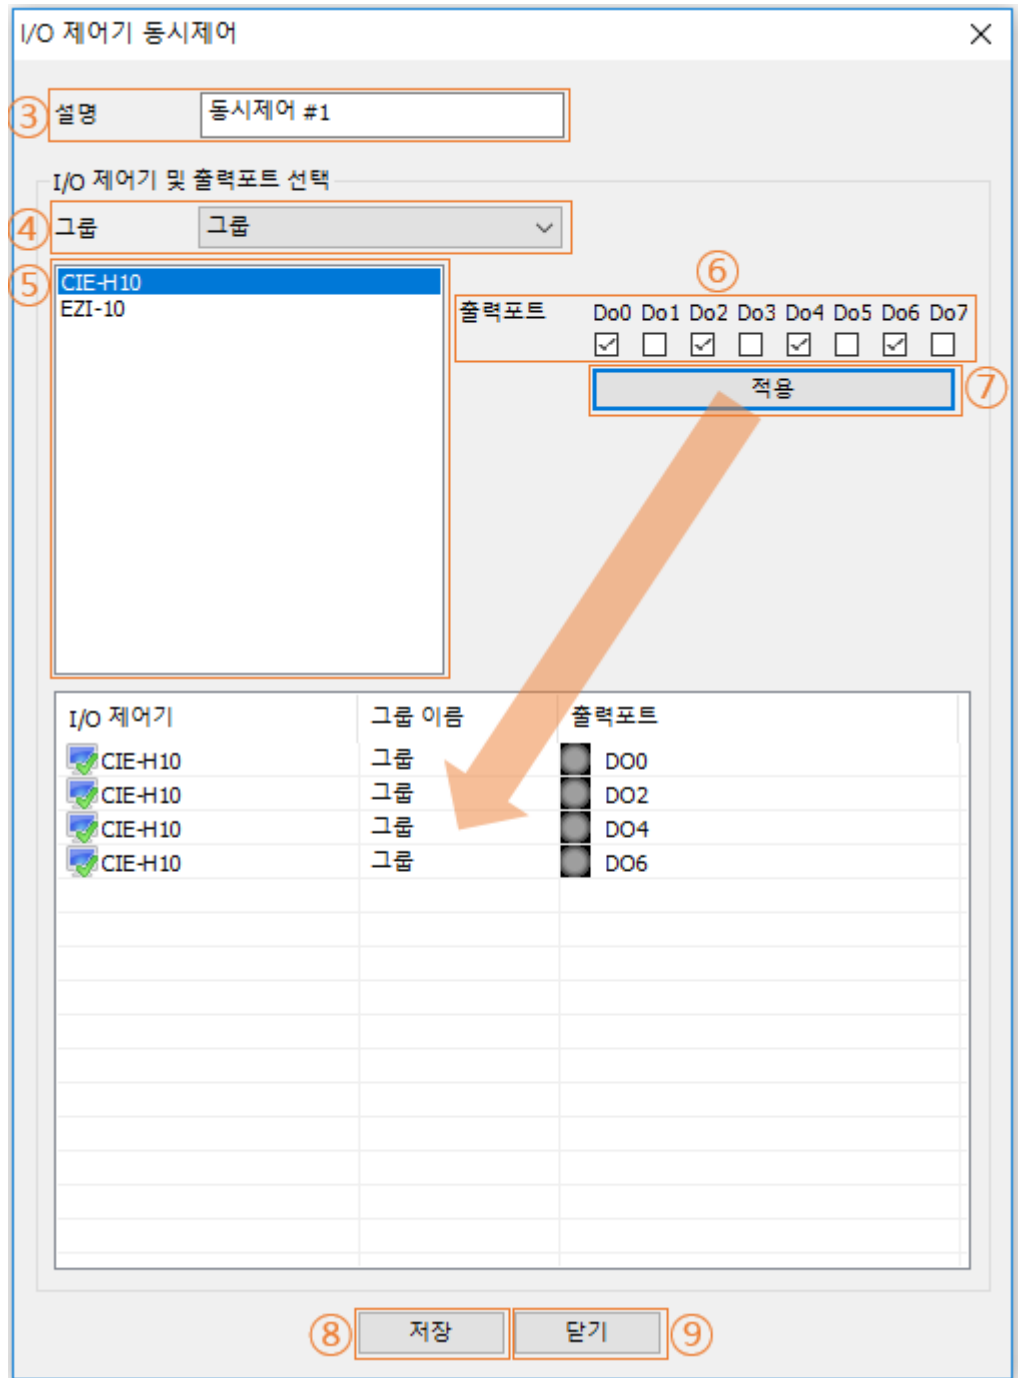 I/O 제어기 동시제어
③ 설명 동시제어 #1
I/O 제어기 및 출력포트 선택
④ 그룹 그룹
⑤ CIE-H10
EZI-10
⑥
출력포트 Do0 Do1 Do2 Do3 Do4 Do5 Do6 Do7
적용 ⑦
I/O 제어기 그룹 이름 출력포트
CIE-H10 그룹 DO0
CIE-H10 그룹 DO2
CIE-H10 그룹 DO4
CIE-H10 그룹 DO6
⑧ 저장 닫기 ⑨